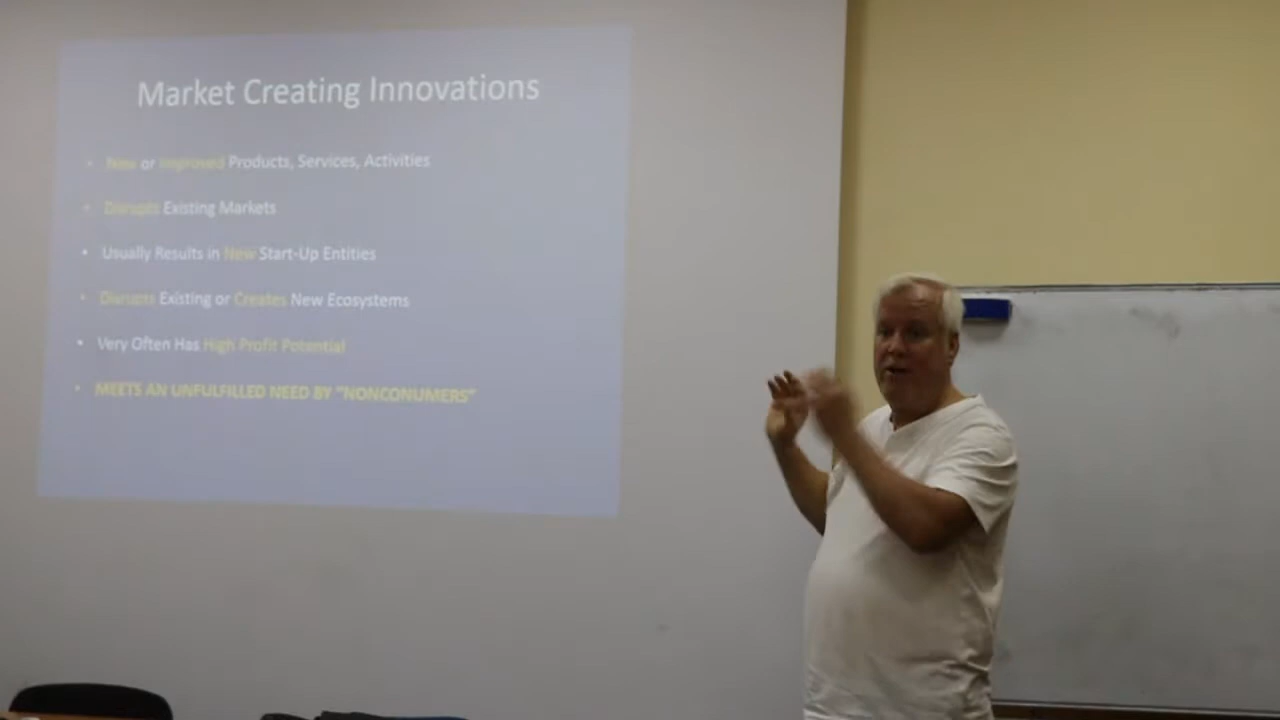 Market Creating Innovations
• New or Improved Products, Services, Activities
• Disrupts Existing Markets
• Usually Results in New Start-Up Entities
• Disrupts Existing or Creates New Ecosystems
• Very Often Has High Profit Potential
• MEETS AN UNFULFILLED NEED BY "NONCONUMERS"